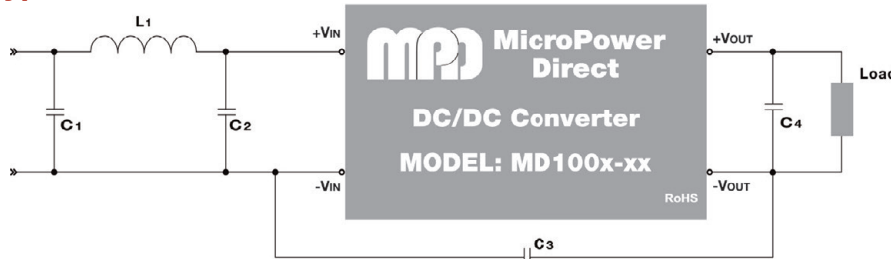 L1
+VIN
MPD MicroPower
Direct
+VOUT
Load
C1
C2
DC/DC Converter
C4
MODEL: MD100x-xx
-VIN
RoHS
-VOUT
C3